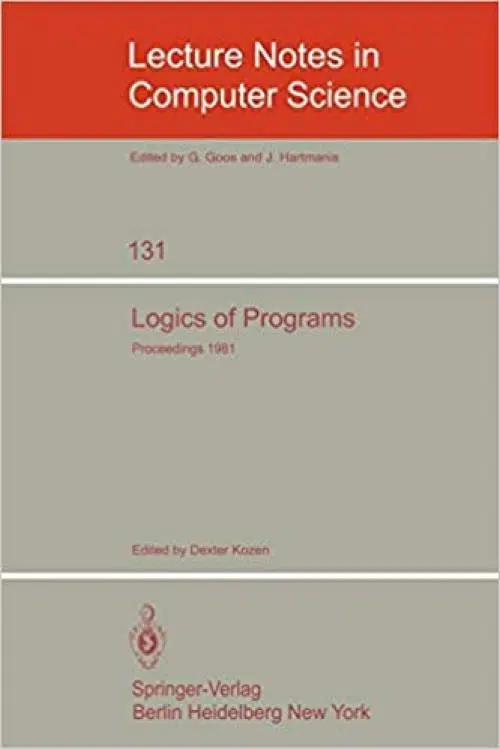 Lecture Notes in
Computer Science
Edited by G. Goos and J. Hartmanis
131
Logics of Programs
Proceedings 1981
Edited by Dexter Kozen
Springer-Verlag
Berlin Heidelberg New York